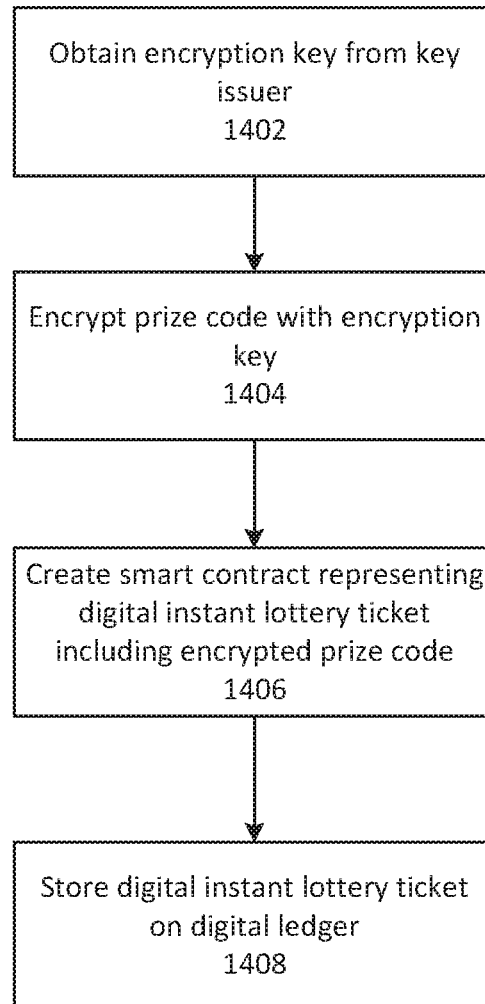 Obtain encryption key from key
issuer
1402
Encrypt prize code with encryption
key
1404
Create smart contract representing
digital instant lottery ticket
including encrypted prize code
1406
Store digital instant lottery ticket
on digital ledger
1408